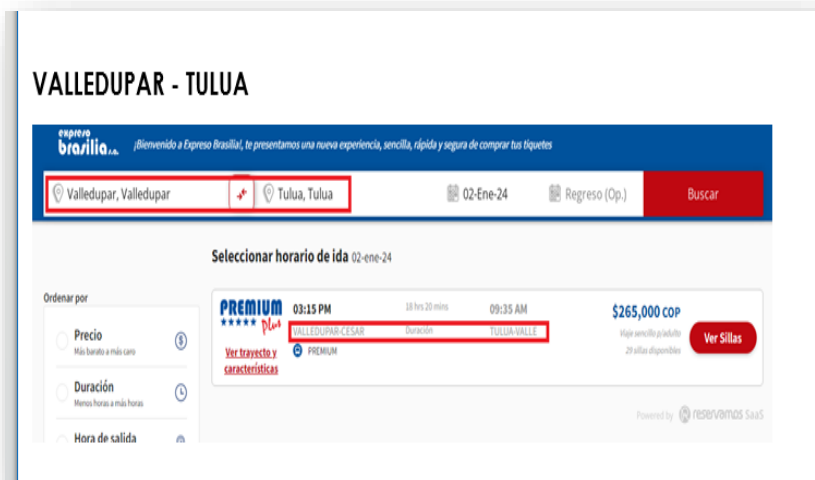 VALLEDUPAR - TULUA
expreso brasilia s.a. ¡Bienvenido a Expreso Brasilia!, te presentamos una nueva experiencia, sencilla, rápida y segura de comprar tus tiquetes
Valledupar, Valledupar Tulua, Tulua 02-Ene-24 Regreso (Op.) Buscar
Seleccionar horario de ida 02-ene-24
Ordenar por
Precio
Más barato a más caro
Duración
Menos horas a más horas
Hora de salida
PREMIUM Plus
03:15 PM 18 hrs 20 mins 09:35 AM
VALLEDUPAR-CESAR Duración TULUA-VALLE
PREMIUM
Ver trayecto y
características
$265,000 COP
Viaje sencillo p/adulto
29 sillas disponibles
Ver Sillas
Powered by reservamos SaaS